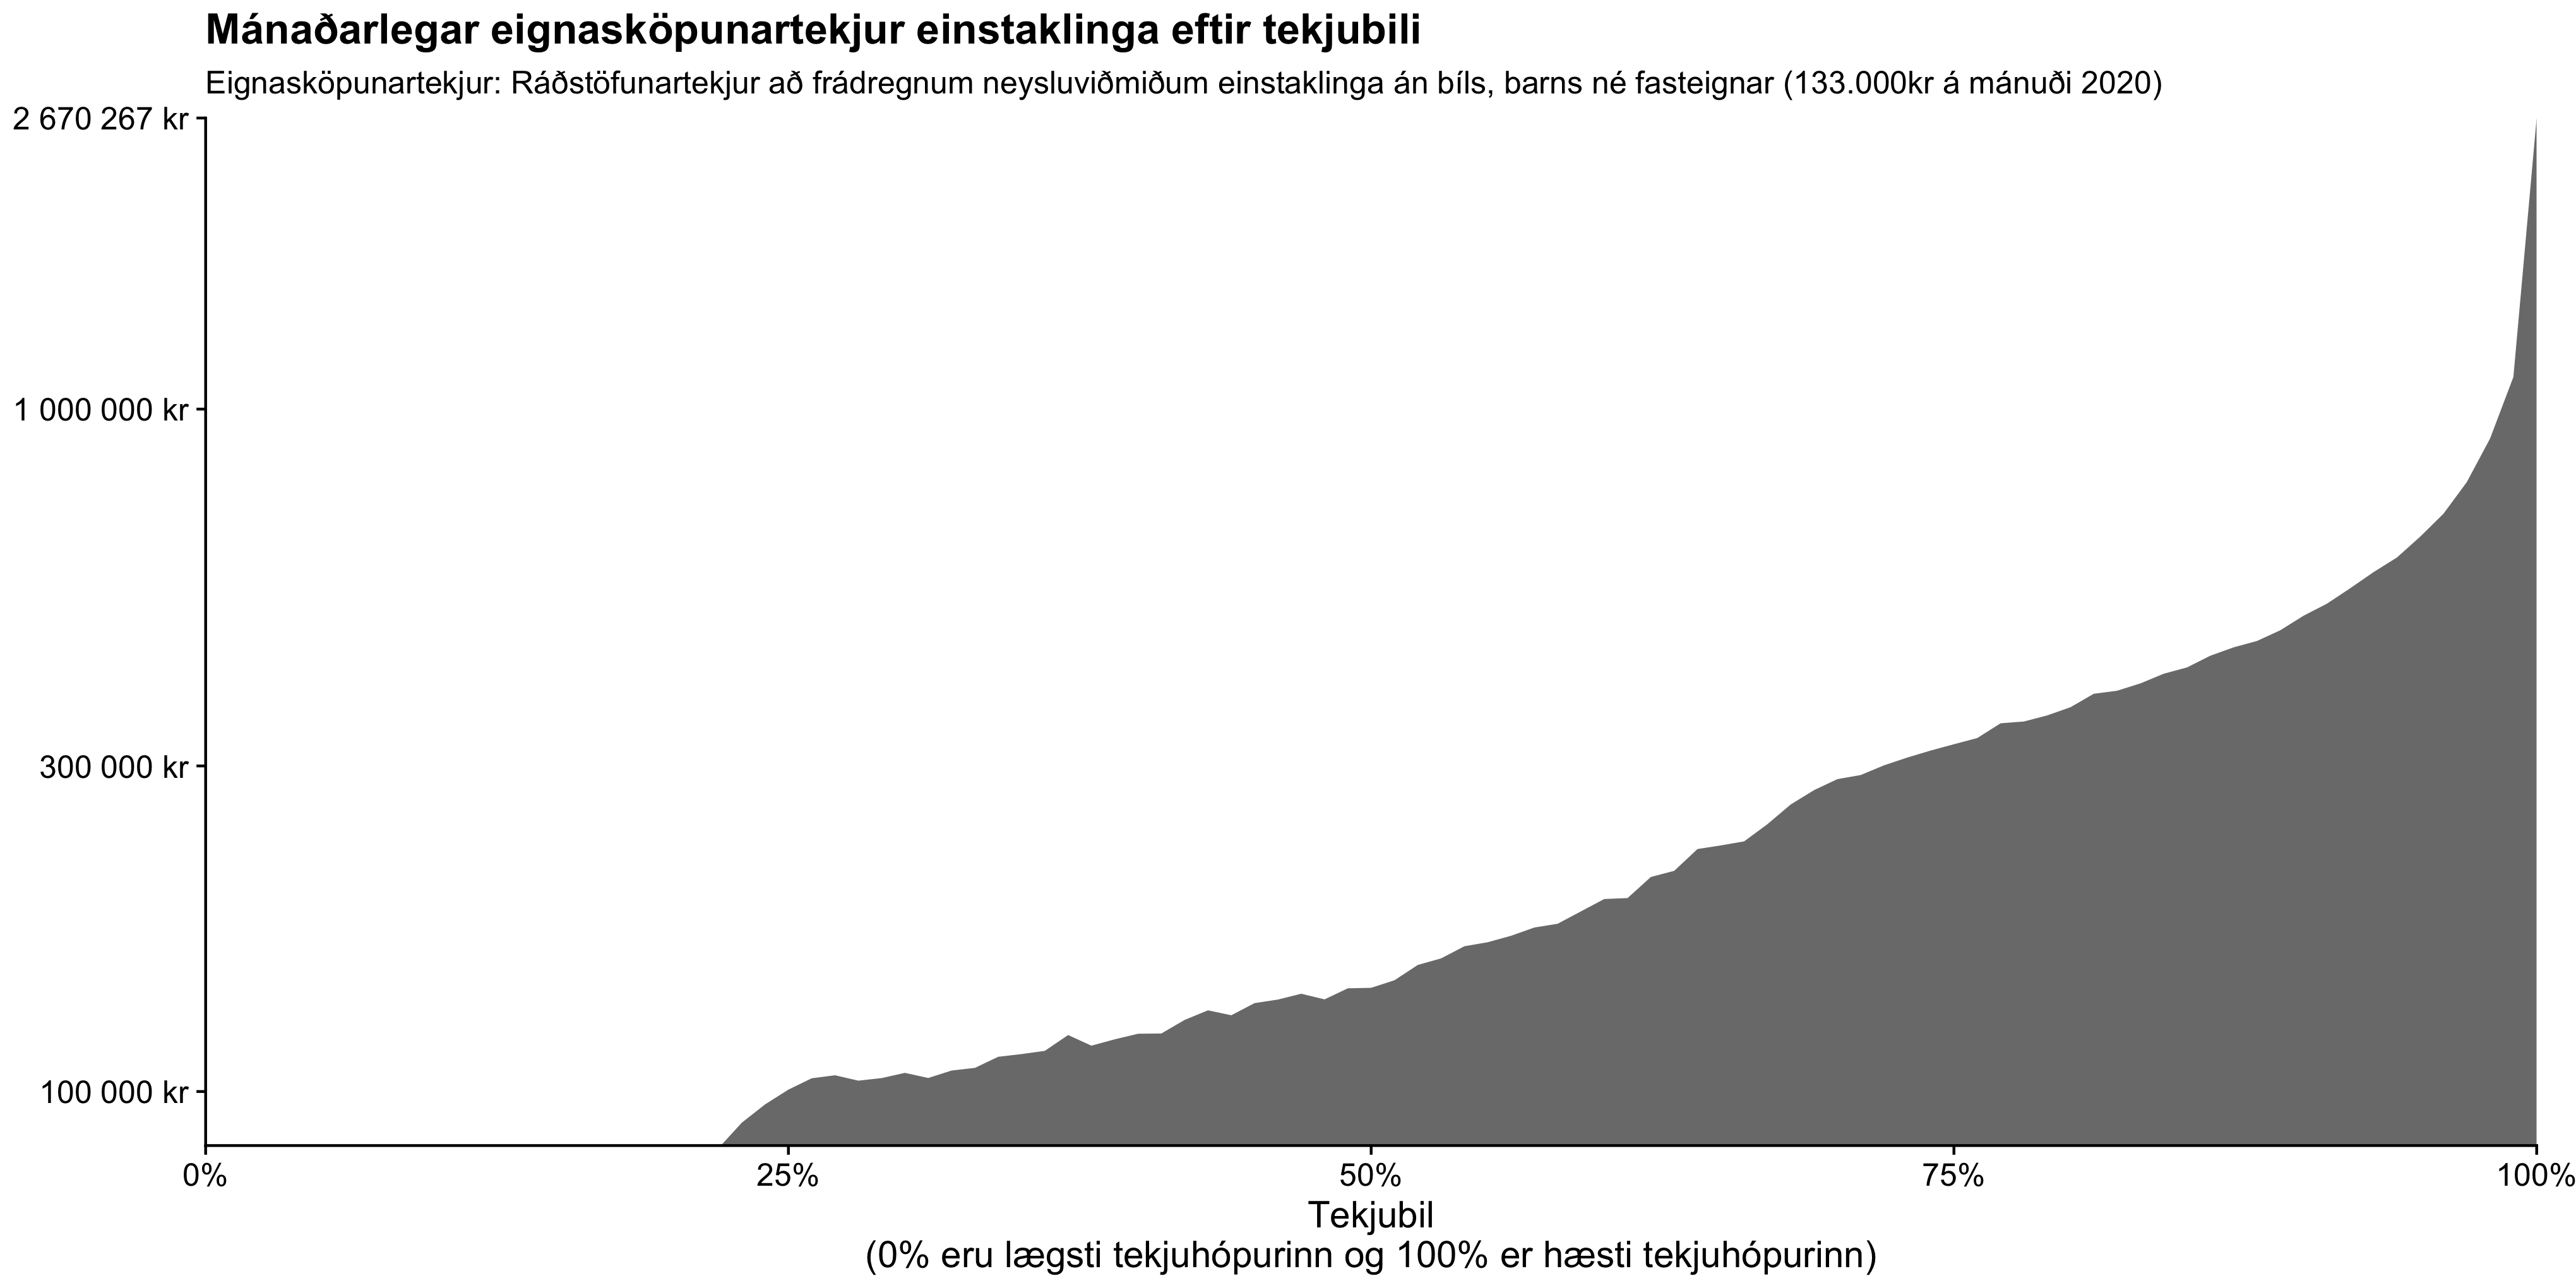 Mánaðarlegar eignasköpunartekjur einstaklinga eftir tekjubili
Eignasköpunartekjur: Ráðstöfunartekjur að frádregnum neysluviðmiðum einstaklinga án bíls, barns né fasteignar (133.000kr á mánuði 2020)
2 670 267 kr
1 000 000 kr
300 000 kr
100 000 kr
0%
25%
50%
75%
100%
Tekjubil
(0% eru lægsti tekjuhópurinn og 100% er hæsti tekjuhópurinn)